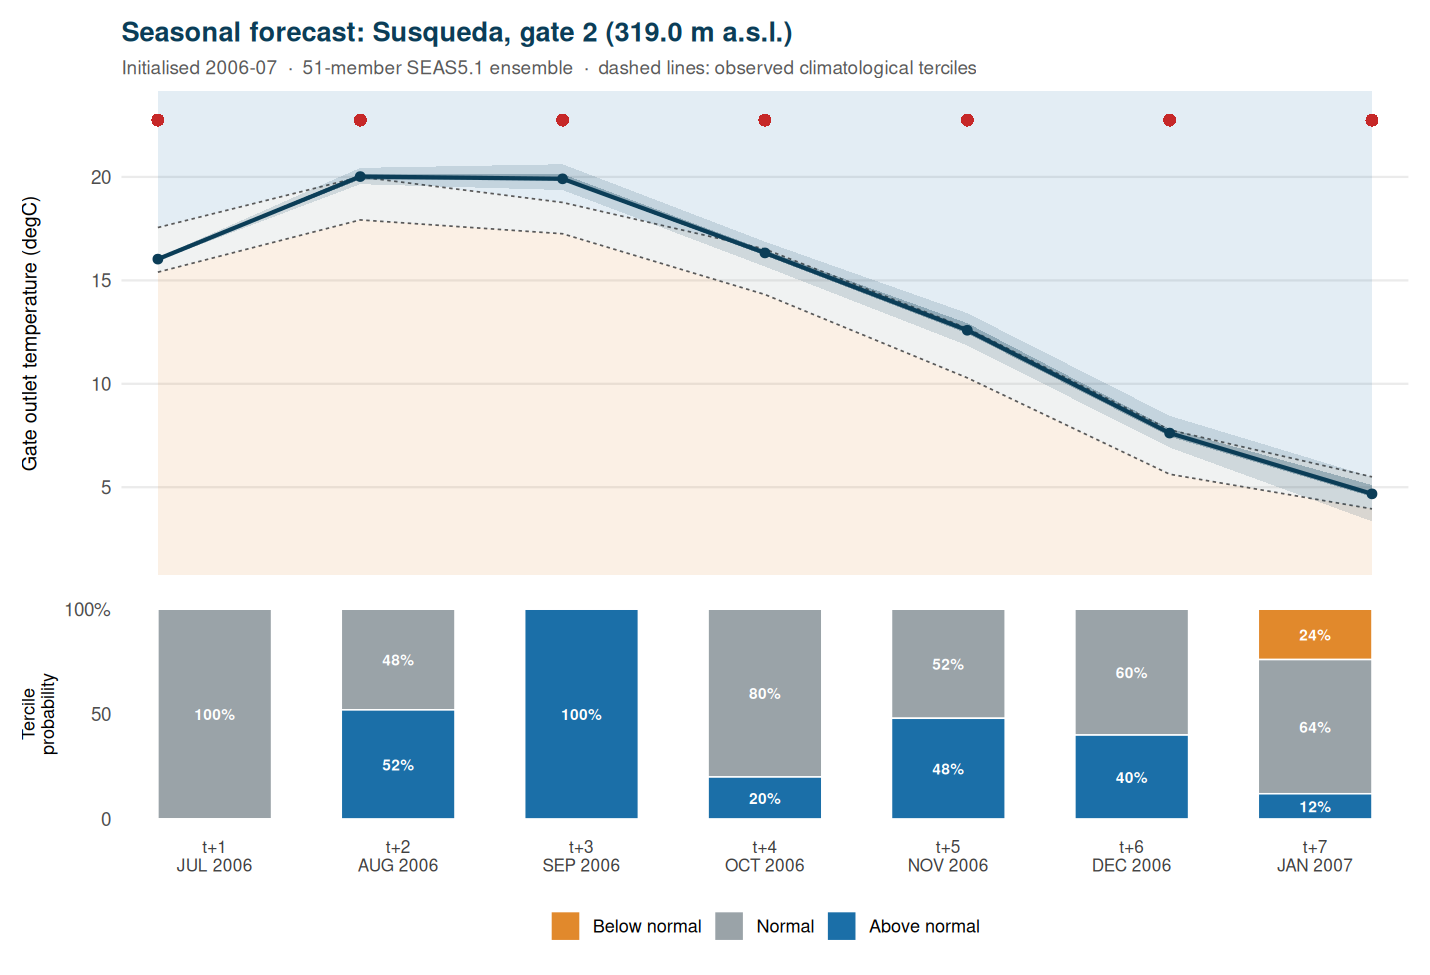 Seasonal forecast: Susqueda, gate 2 (319.0 m a.s.l.)
Initialised 2006-07 · 51-member SEAS5.1 ensemble · dashed lines: observed climatological terciles
Gate outlet temperature (degC)
20
15
10
5
Tercile
probability
100%
50
0
100%
48%
52%
100%
80%
20%
52%
48%
60%
40%
24%
64%
12%
t+1
JUL 2006
t+2
AUG 2006
t+3
SEP 2006
t+4
OCT 2006
t+5
NOV 2006
t+6
DEC 2006
t+7
JAN 2007
Below normal
Normal
Above normal